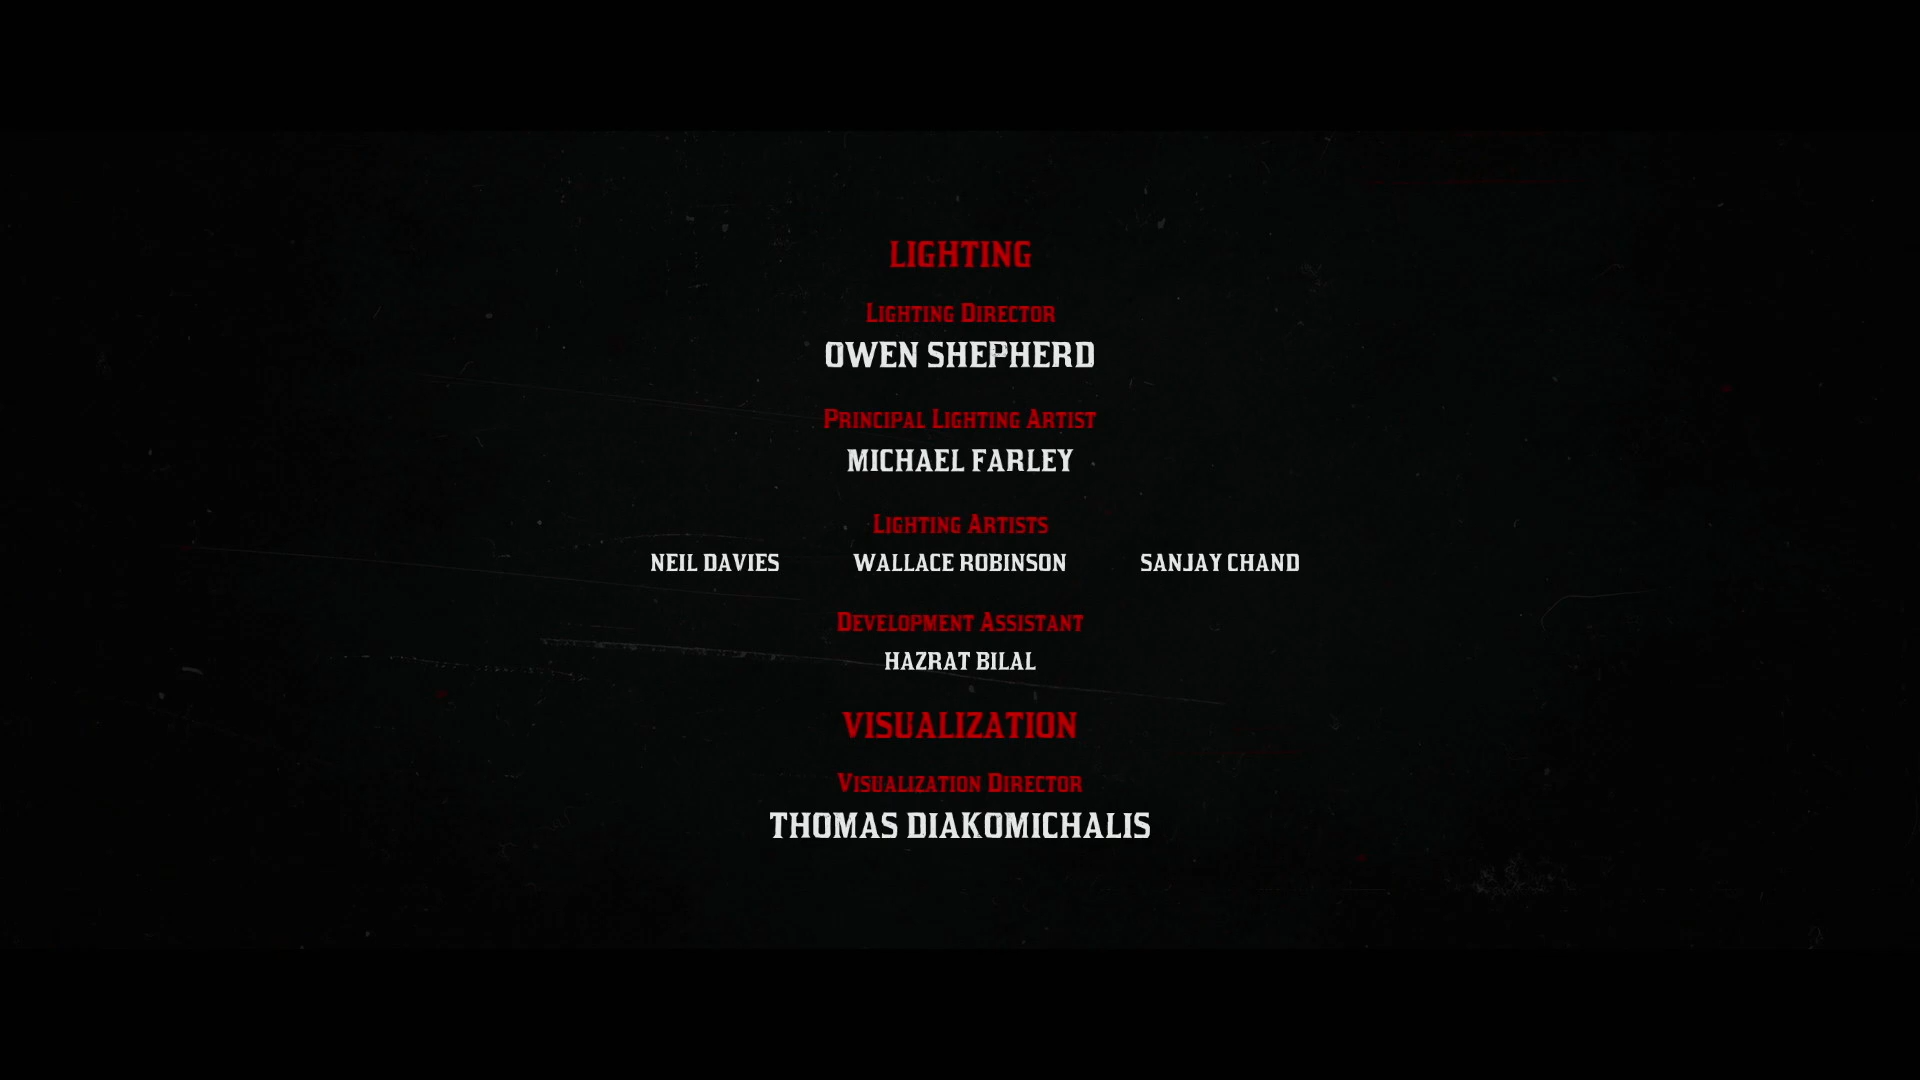 LIGHTING
LIGHTING DIRECTOR
OWEN SHEPHERD
PRINCIPAL LIGHTING ARTIST
MICHAEL FARLEY
LIGHTING ARTISTS
NEIL DAVIES WALLACE ROBINSON SANJAY CHAND
DEVELOPMENT ASSISTANT
HAZRAT BILAL
VISUALIZATION
VISUALIZATION DIRECTOR
THOMAS DIAKOMICHALIS